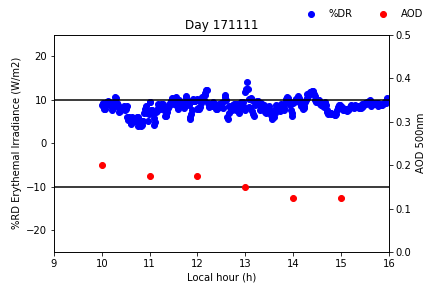 %DR AOD
Day 171111
%RD Erythermal Irradiance (W/m2)
20
10
0
−10
−20
0.5
0.4
0.3
0.2
0.1
0.0
AOD 500nm
9 10 11 12 13 14 15 16
Local hour (h)